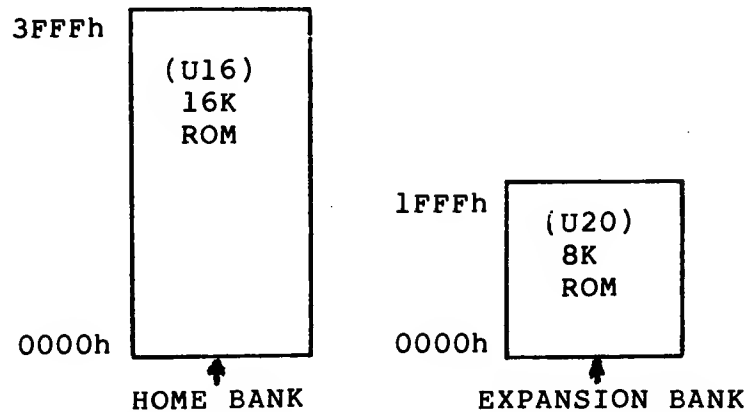 3FFFh
(U16)
16K
ROM
0000h
HOME BANK
1FFFh
(U20)
8K
ROM
0000h
EXPANSION BANK